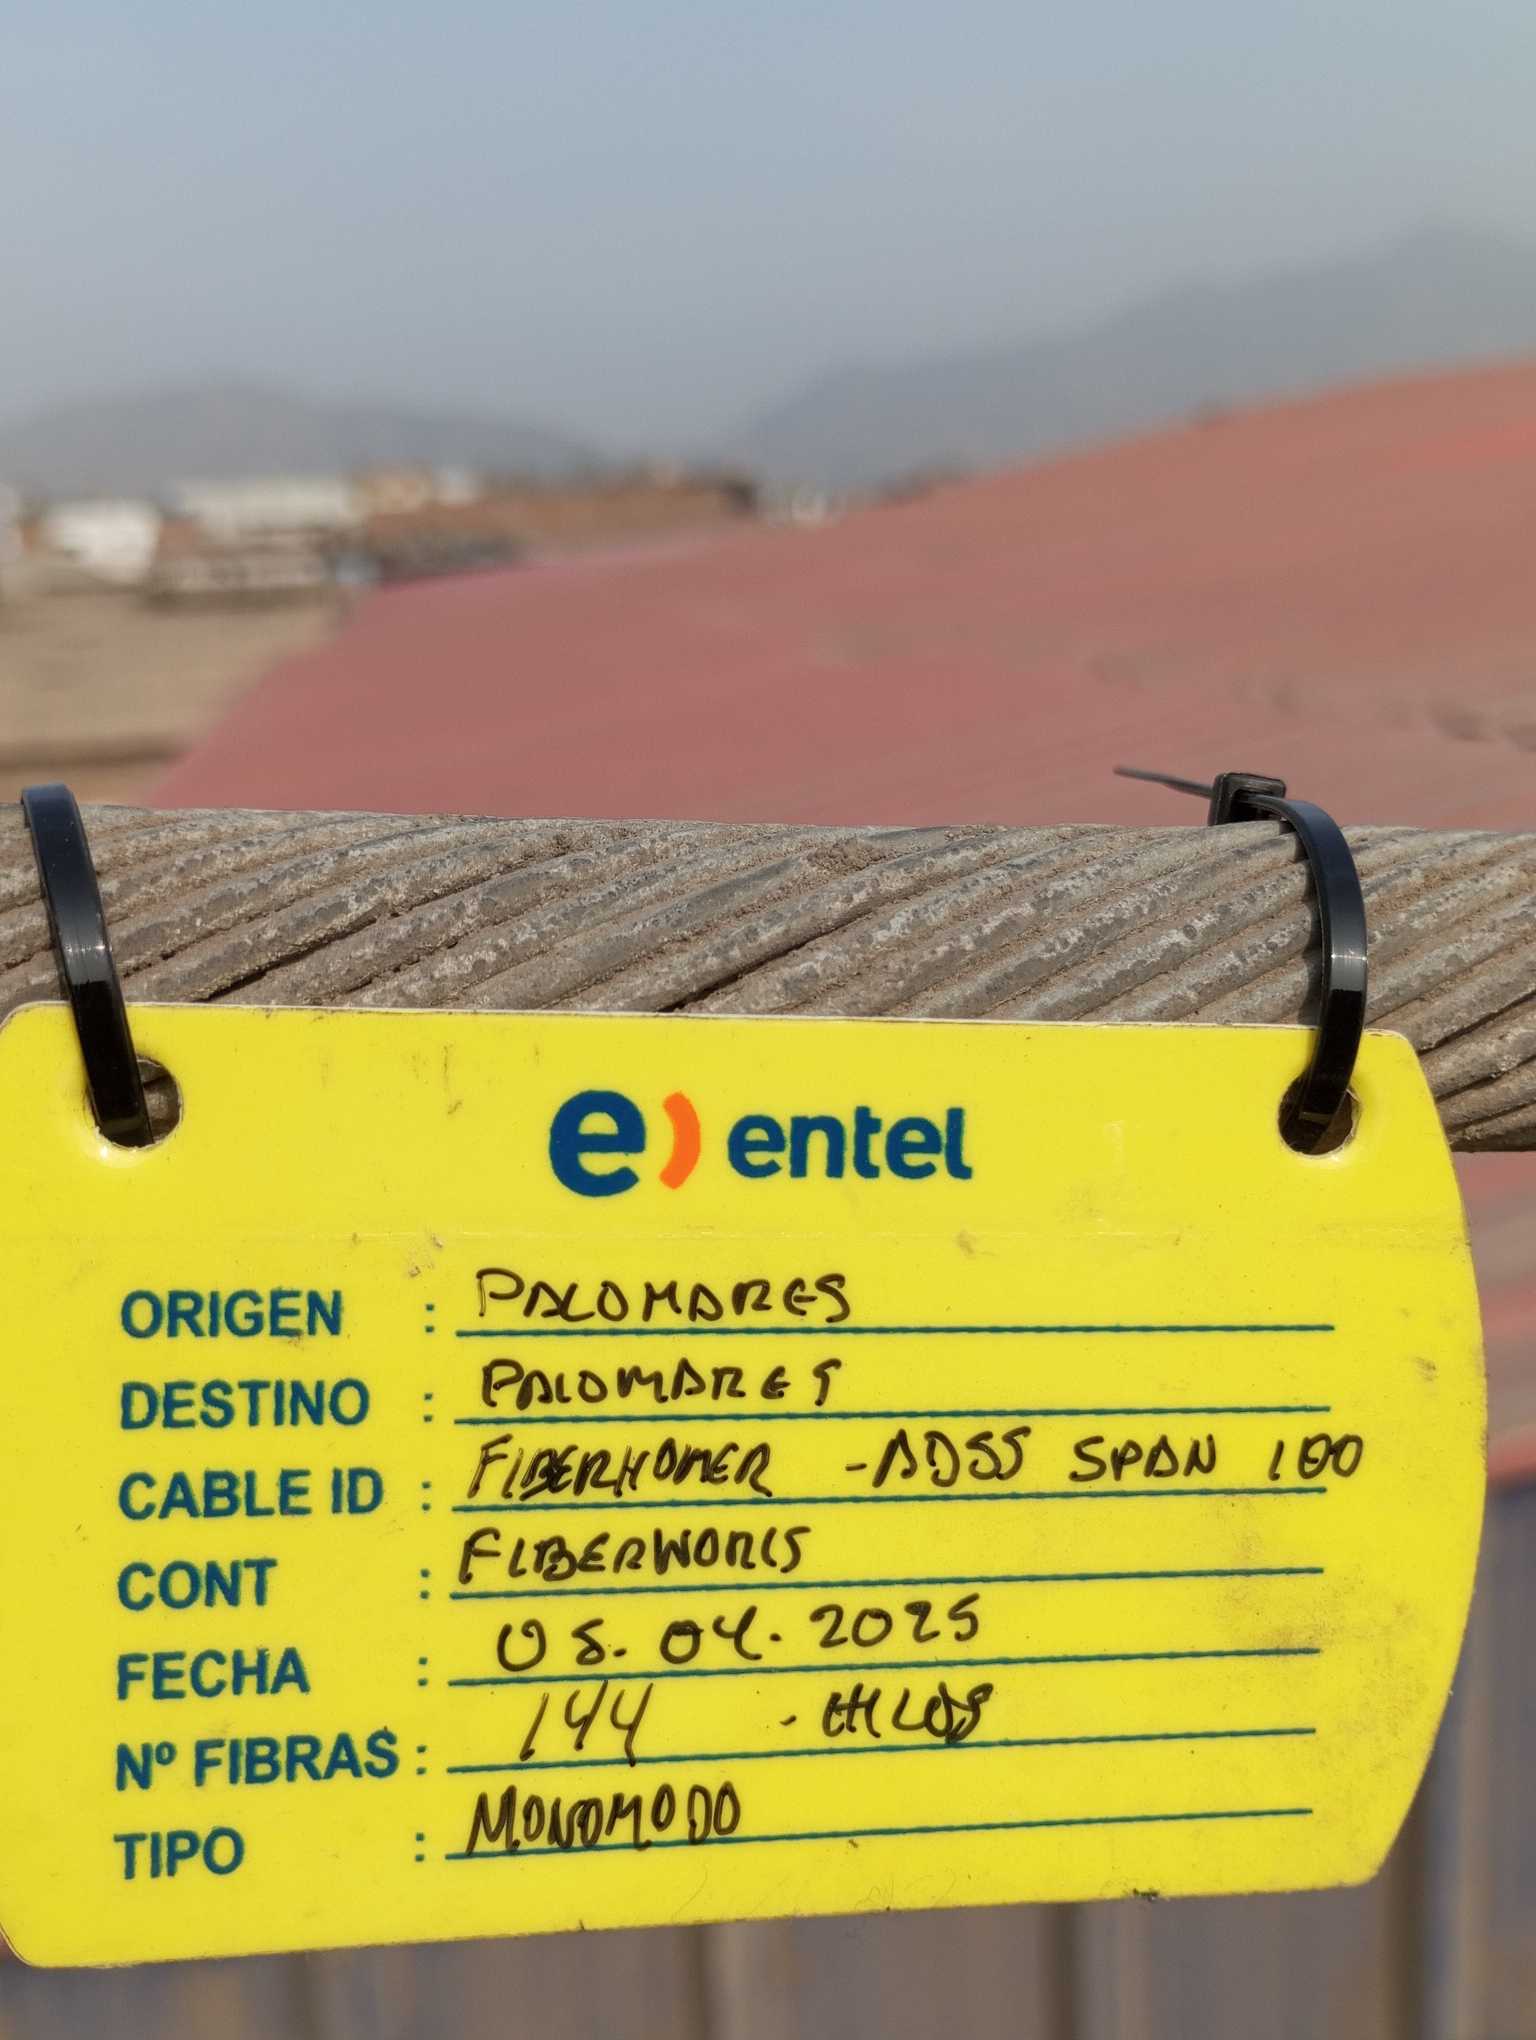 e) entel
ORIGEN : PALOMARES
DESTINO : PALOMARES
CABLE ID : FIBERHOMER - ADSS SPAN 100
CONT : FIBERWORKS
FECHA : 05.04.2025
Nº FIBRAS : 144 - HILOS
TIPO : MONOMODO